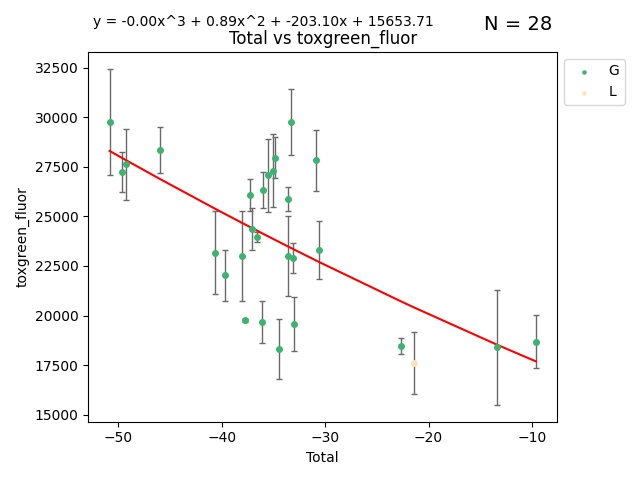 y = -0.00x^3 + 0.89x^2 + -203.10x + 15653.71
N = 28
Total vs toxgreen_fluor
32500
30000
27500
25000
22500
20000
17500
15000
toxgreen_fluor
−50
−40
−30
−20
−10
Total
G
L